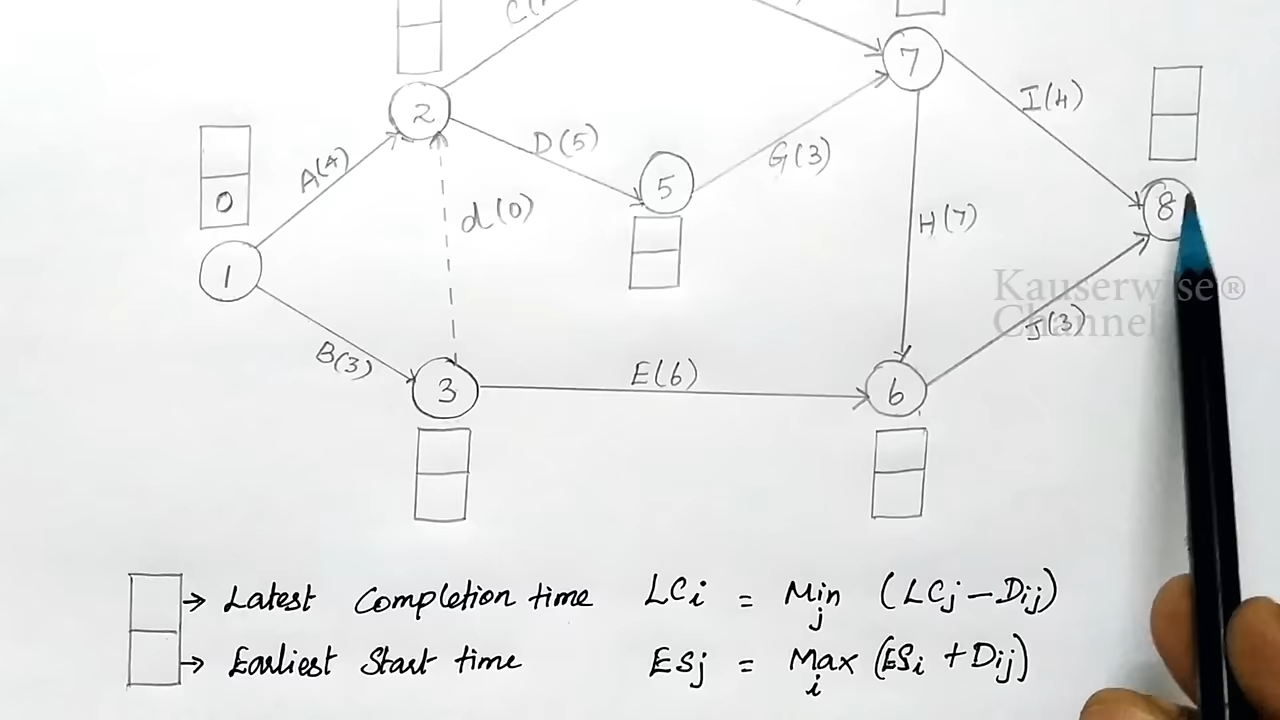 7
I(4)
2
D(5)
A(4)
G(3)
5
8
0
d(0)
H(7)
1
Kauserwise®
Channel
J(3)
B(3)
E(6)
3
6
Latest Completion time LCi = Min (LCj – Dij)
j
Earliest Start time ESj = Max (ESi + Dij)
i